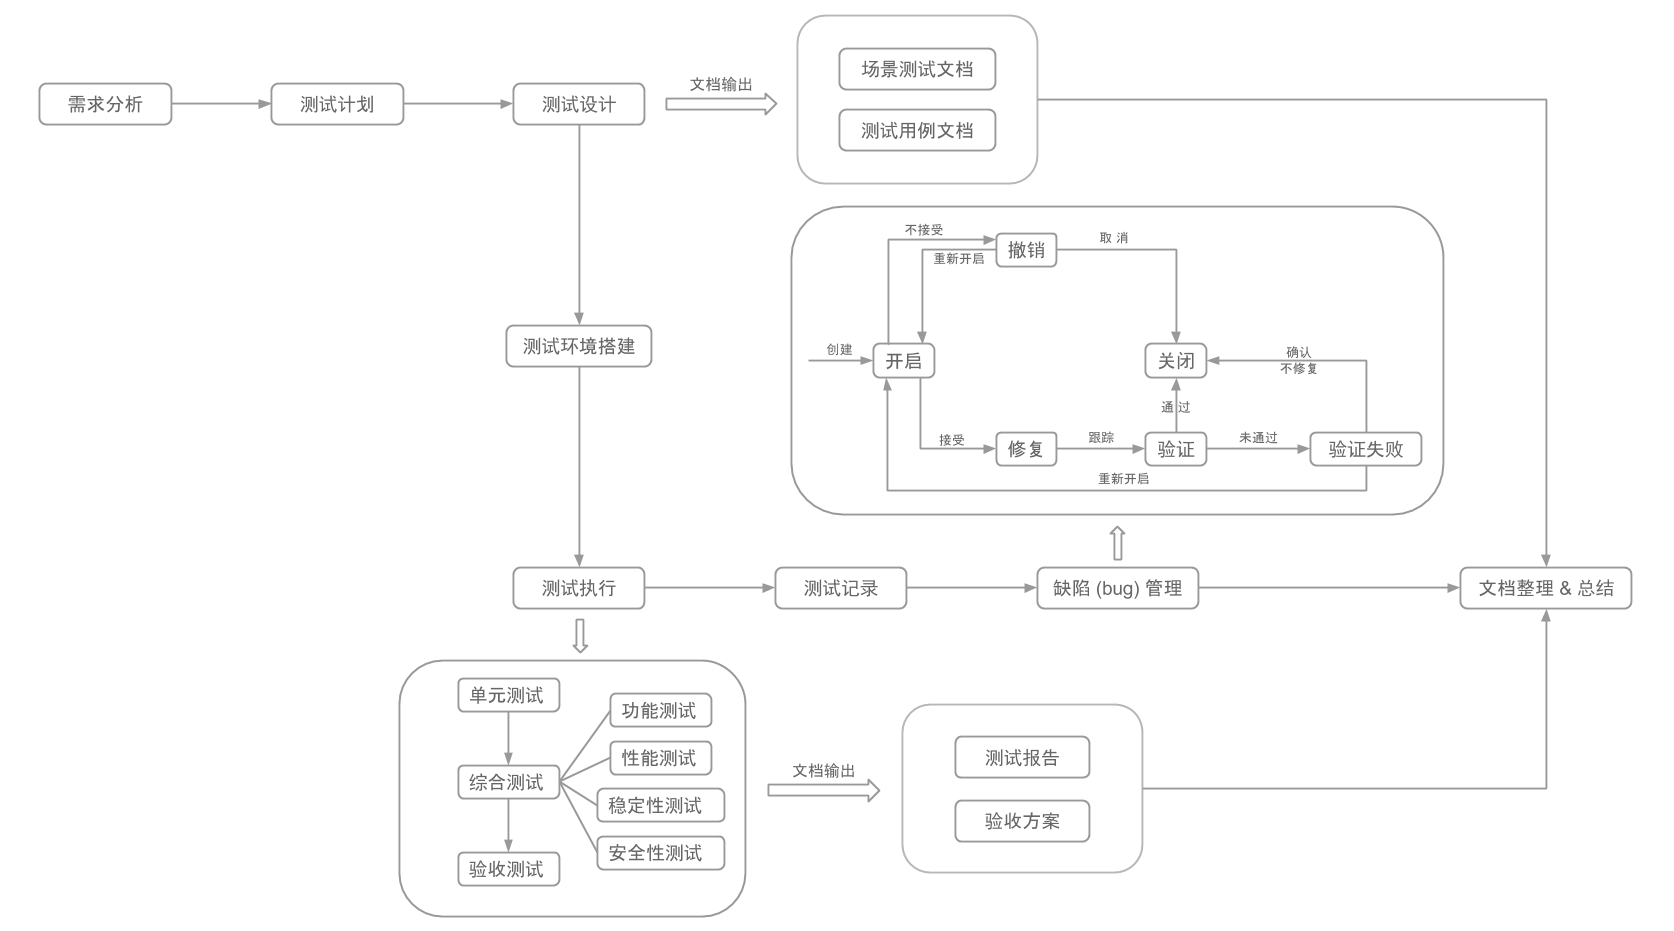 需求分析
测试计划
测试设计
文档输出
场景测试文档
测试用例文档
不接受
撤销
取 消
重新开启
测试环境搭建
创建
开启
关闭
确认
不修复
通 过
接受
修复
跟踪
验证
未通过
验证失败
重新开启
测试执行
测试记录
缺陷 (bug) 管理
文档整理 & 总结
单元测试
功能测试
性能测试
综合测试
稳定性测试
安全性测试
验收测试
文档输出
测试报告
验收方案